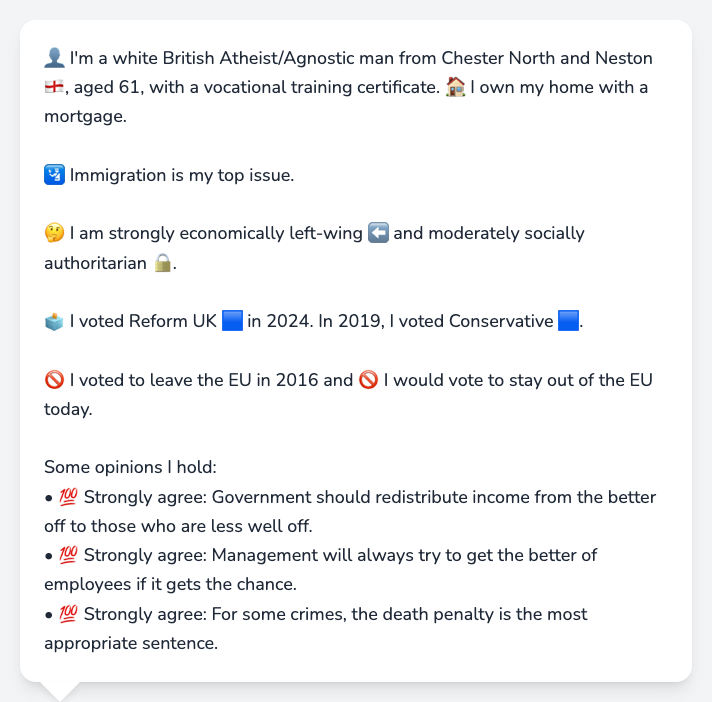 👤 I'm a white British Atheist/Agnostic man from Chester North and Neston
🏴󠁧󠁢󠁥󠁮󠁧󠁿, aged 61, with a vocational training certificate. 🏠 I own my home with a
mortgage.
🛂 Immigration is my top issue.
🤔 I am strongly economically left-wing ⬅️ and moderately socially
authoritarian 🔒.
🗳️ I voted Reform UK 🟦 in 2024. In 2019, I voted Conservative 🟦.
🚫 I voted to leave the EU in 2016 and 🚫 I would vote to stay out of the EU
today.
Some opinions I hold:
• 💯 Strongly agree: Government should redistribute income from the better
off to those who are less well off.
• 💯 Strongly agree: Management will always try to get the better of
employees if it gets the chance.
• 💯 Strongly agree: For some crimes, the death penalty is the most
appropriate sentence.